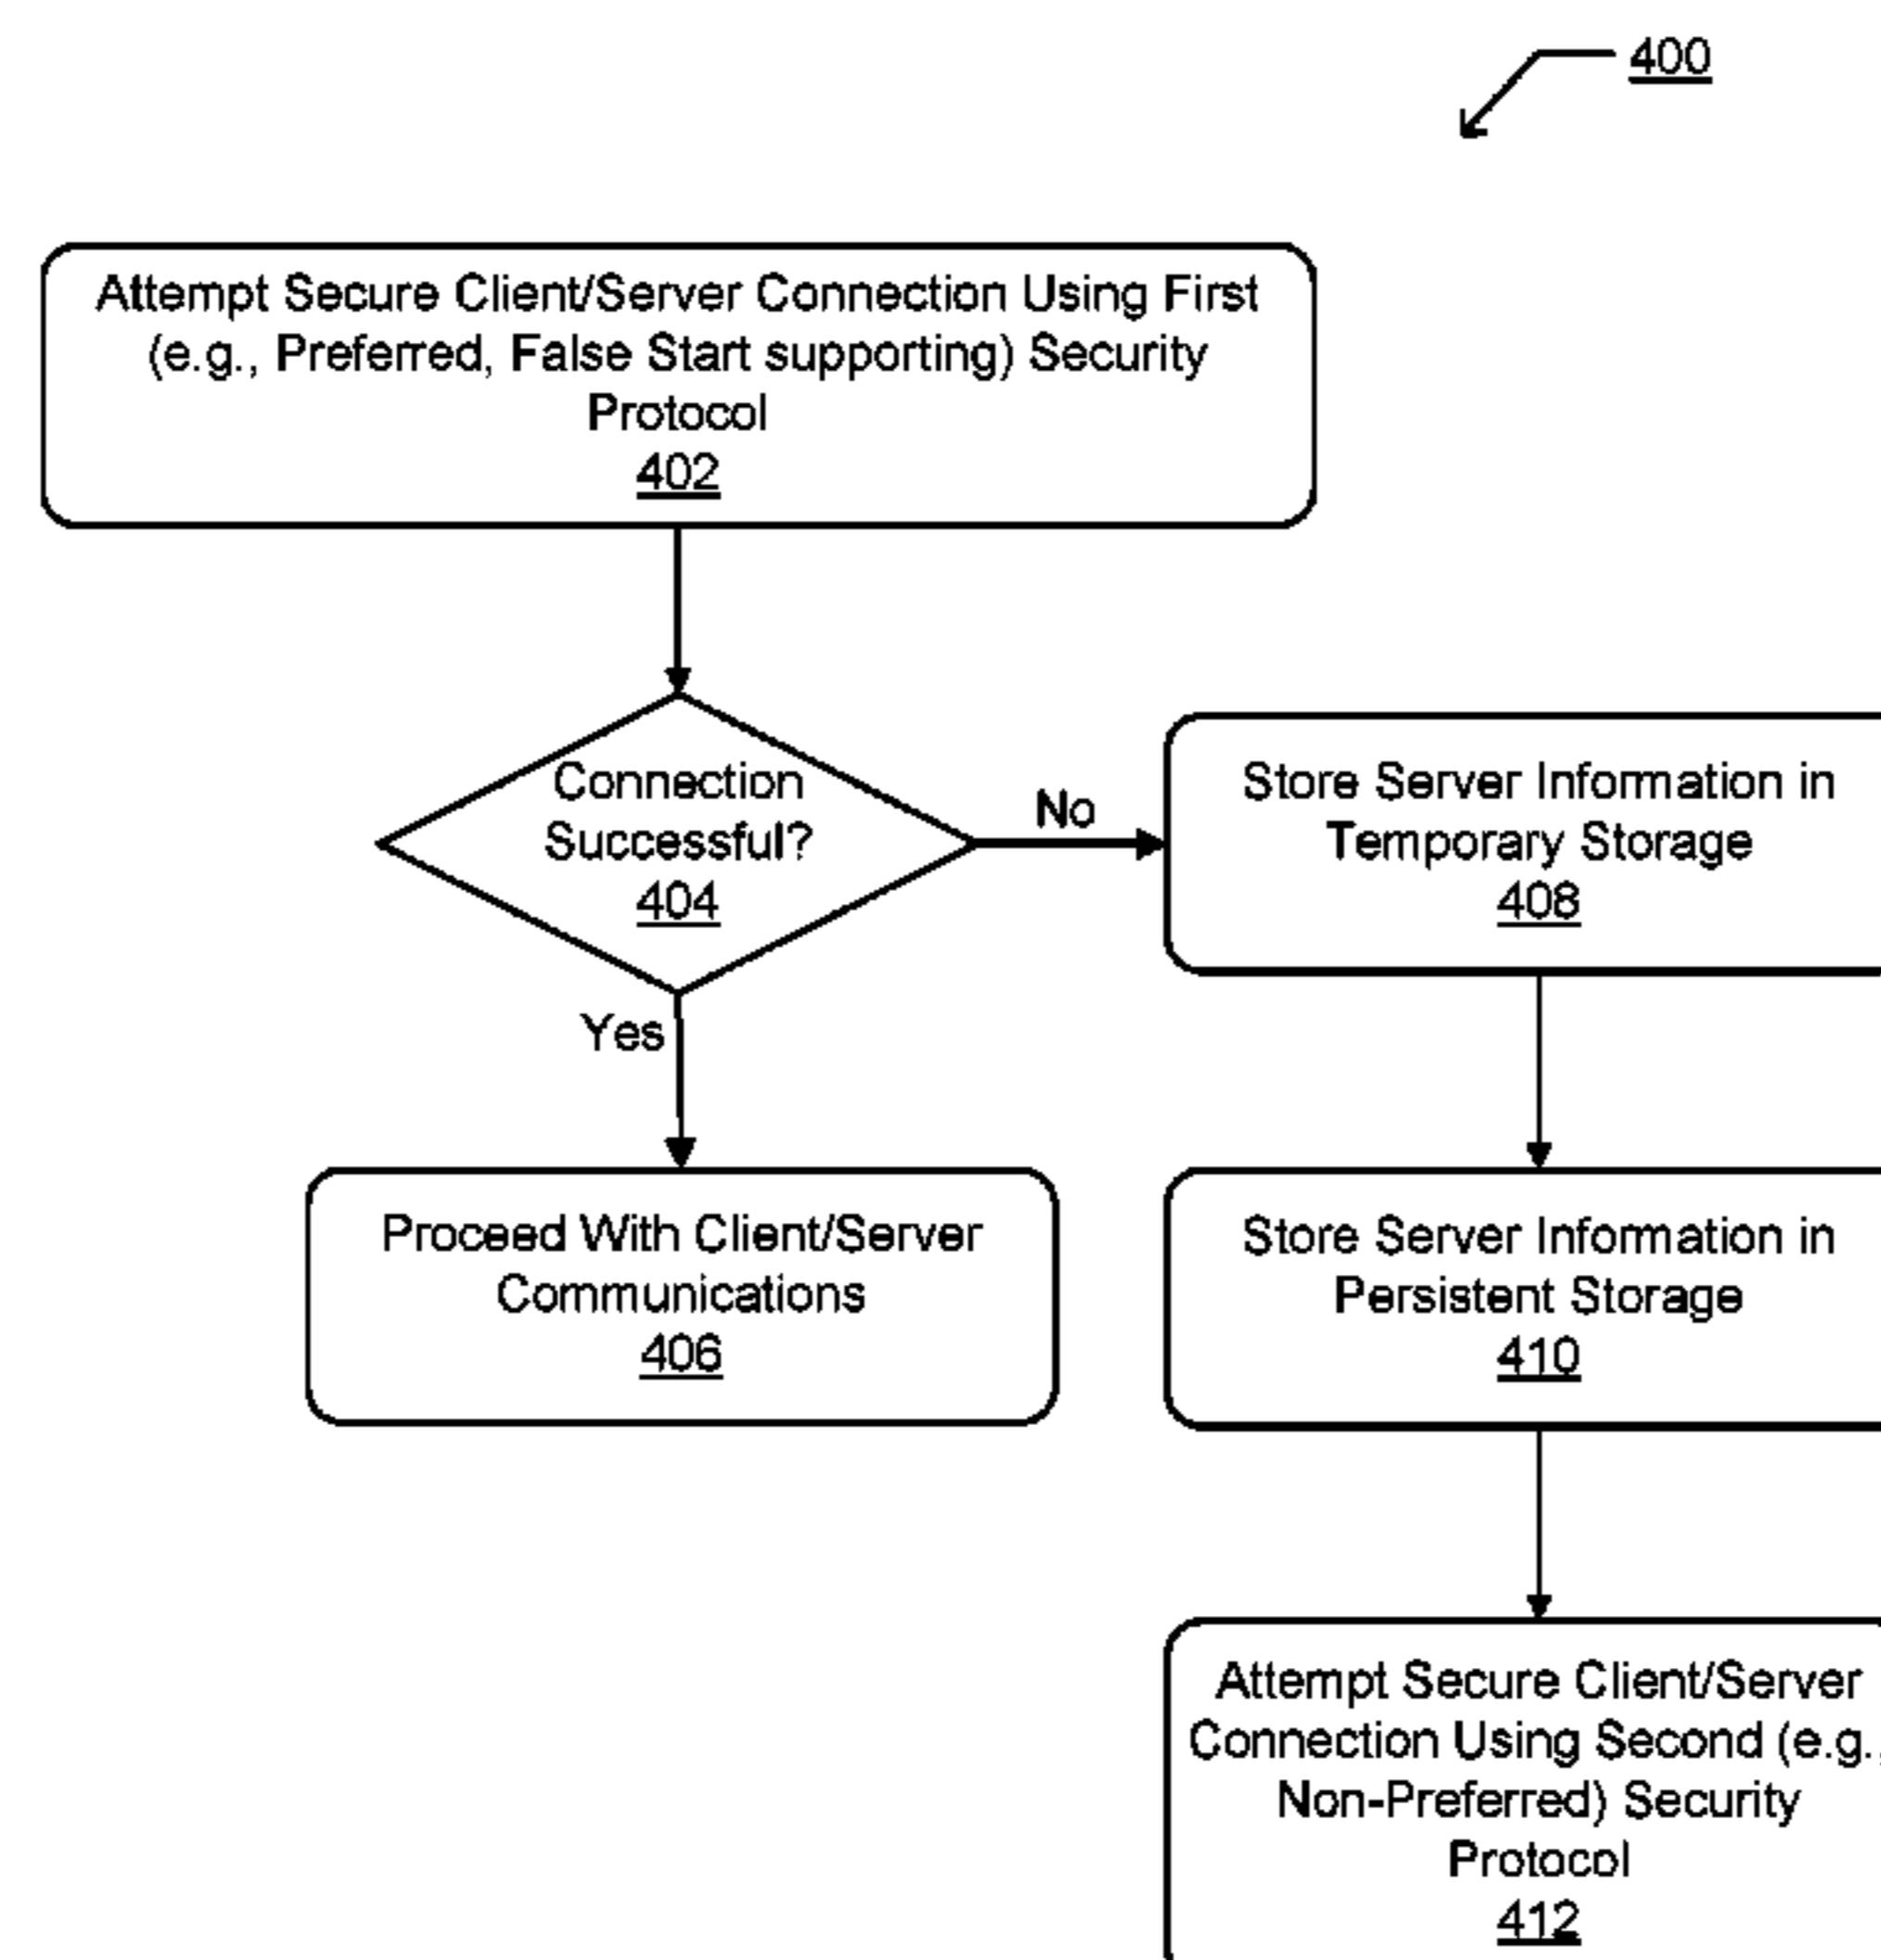 400
Attempt Secure Client/Server Connection Using First
(e.g., Preferred, False Start supporting) Security
Protocol
402
Connection
Successful?
404
No
Yes
Store Server Information in
Temporary Storage
408
Proceed With Client/Server
Communications
406
Store Server Information in
Persistent Storage
410
Attempt Secure Client/Server
Connection Using Second (e.g.,
Non-Preferred) Security
Protocol
412